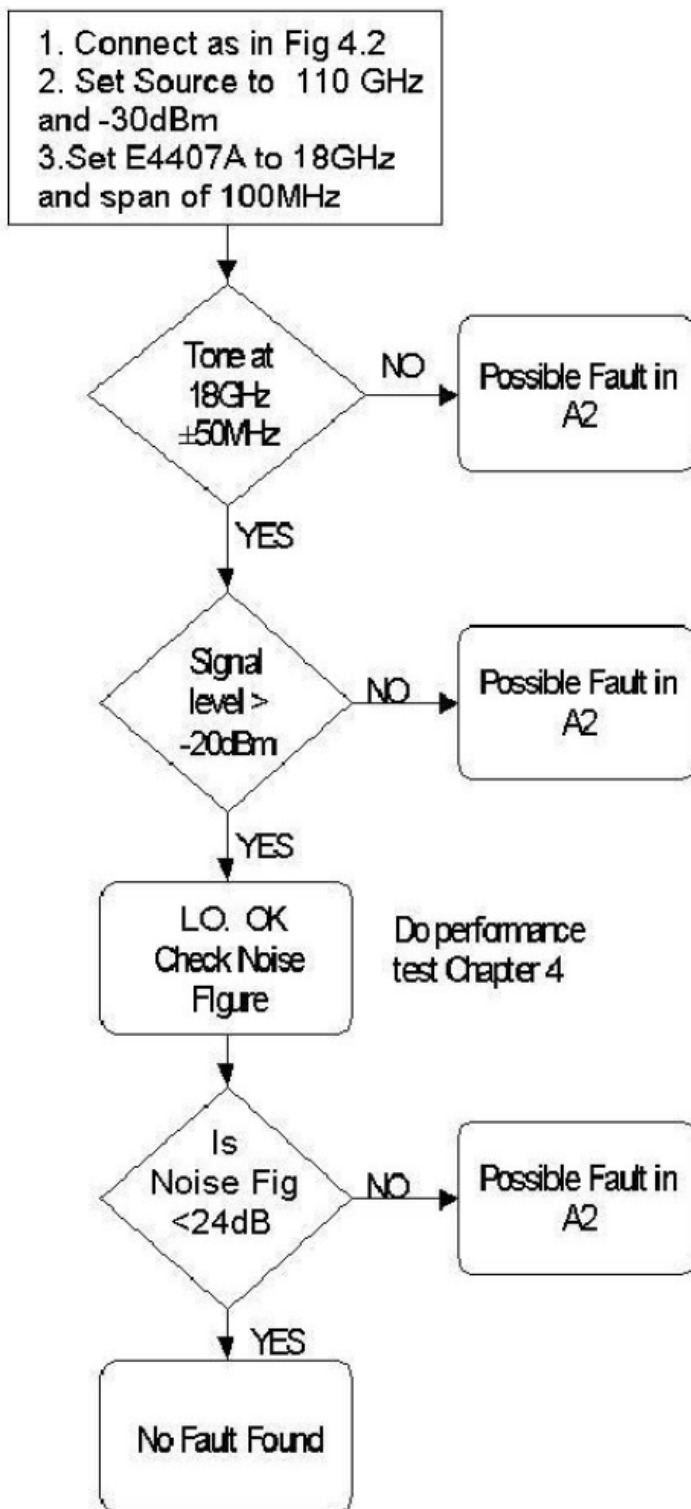 1. Connect as in Fig 4.2
2. Set Source to 110 GHz
and -30dBm
3.Set E4407A to 18GHz
and span of 100MHz
Tone at
18GHz
±50MHz
NO
Possible Fault in
A2
YES
Signal
level >
-20dBm
NO
Possible Fault in
A2
YES
LO. OK
Check Noise
Figure
Do performance
test Chapter 4
Is
Noise Fig
<24dB
NO
Possible Fault in
A2
YES
No Fault Found